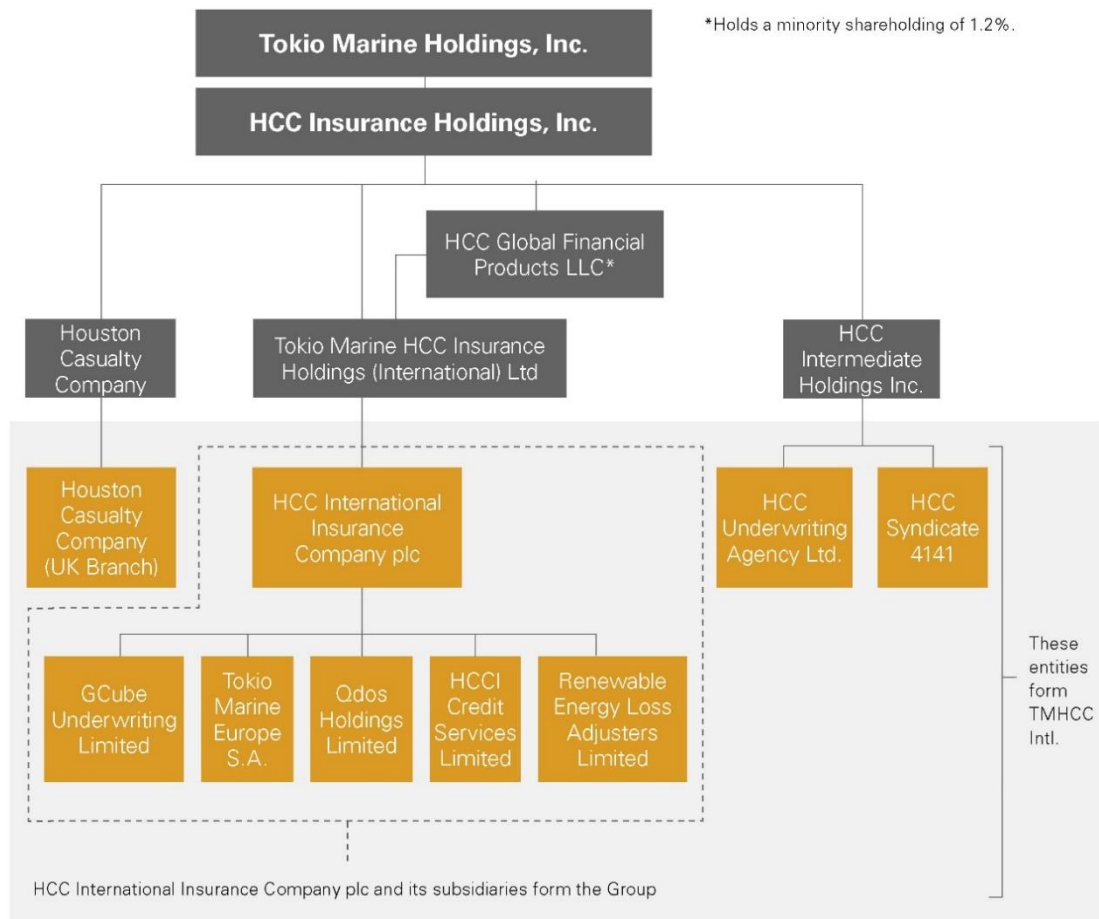 *Holds a minority shareholding of 1.2%.
Tokio Marine Holdings, Inc.
HCC Insurance Holdings, Inc.
HCC Global Financial
Products LLC*
Houston
Casualty
Company
Tokio Marine HCC Insurance
Holdings (International) Ltd
HCC
Intermediate
Holdings Inc.
Houston
Casualty
Company
(UK Branch)
HCC International
Insurance
Company plc
HCC
Underwriting
Agency Ltd.
HCC
Syndicate
4141
GCube
Underwriting
Limited
Tokio
Marine
Europe
S.A.
Qdos
Holdings
Limited
HCCI
Credit
Services
Limited
Renewable
Energy Loss
Adjusters
Limited
These
entities
form
TMHCC
Intl.
HCC International Insurance Company plc and its subsidiaries form the Group